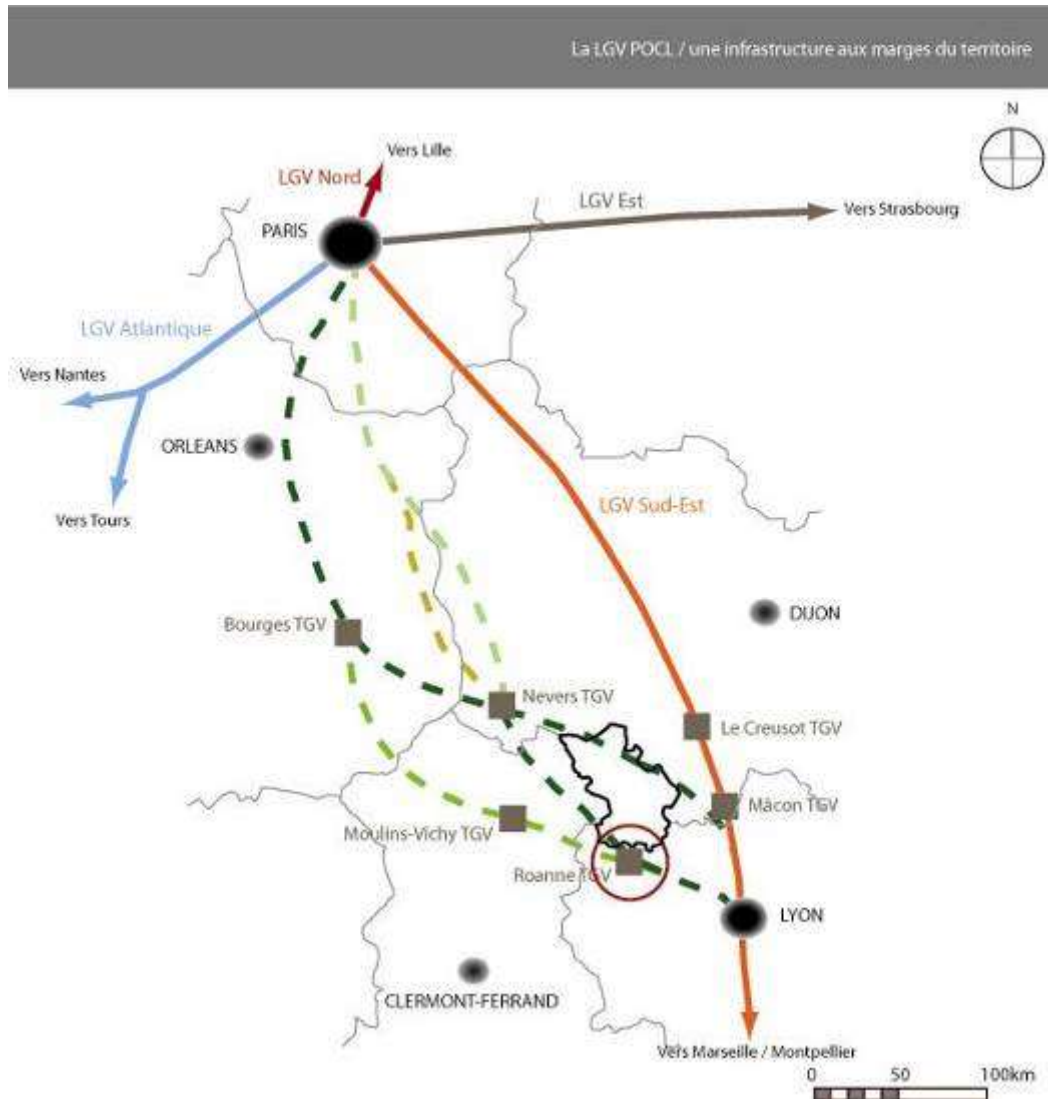 La LGV POCL / une infrastructure aux marges du territoire
N
Vers Lille
LGV Nord
LGV Est
Vers Strasbourg
PARIS
LGV Atlantique
Vers Nantes
ORLEANS
Vers Tours
LGV Sud-Est
DIJON
Bourges TGV
Nevers TGV
Le Creusot TGV
Mâcon TGV
Moulins-Vichy TGV
Roanne TGV
LYON
CLERMONT-FERRAND
Vers Marseille / Montpellier
0 50 100km